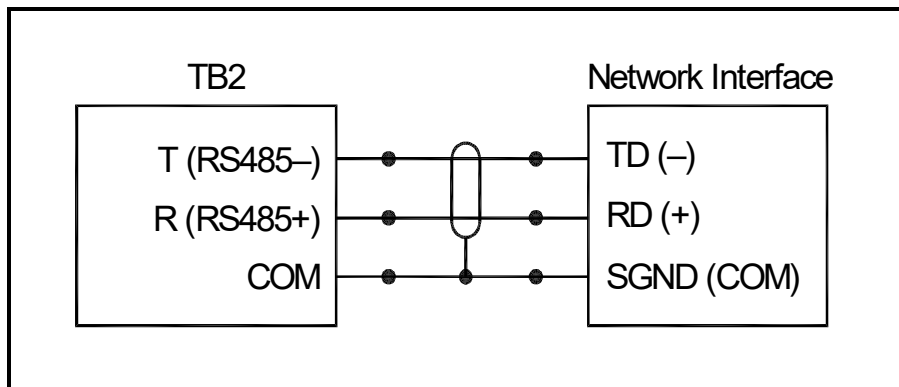 TB2
Network Interface
T (RS485–)
TD (–)
R (RS485+)
RD (+)
COM
SGND (COM)